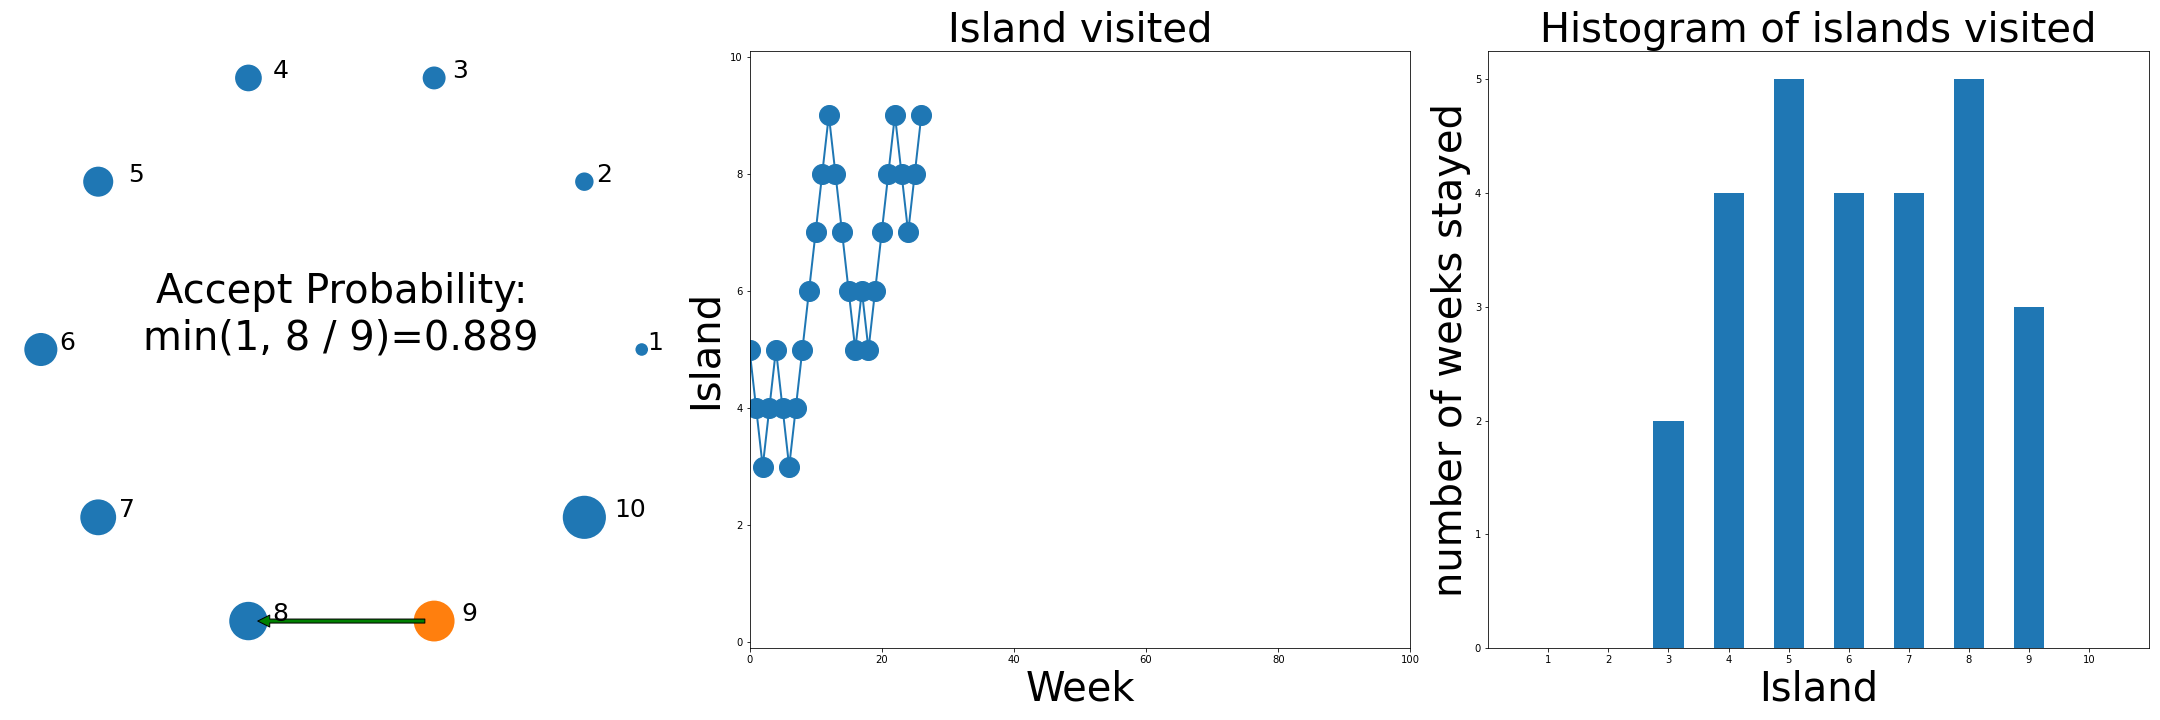 4
3
5
2
Accept Probability:
min(1, 8 / 9)=0.889
6
1
7
10
8
9
Island visited
Island
10
8
6
4
2
0
0 20 40 60 80 100
Week
Histogram of islands visited
number of weeks stayed
5
4
3
2
1
0
1 2 3 4 5 6 7 8 9 10
Island